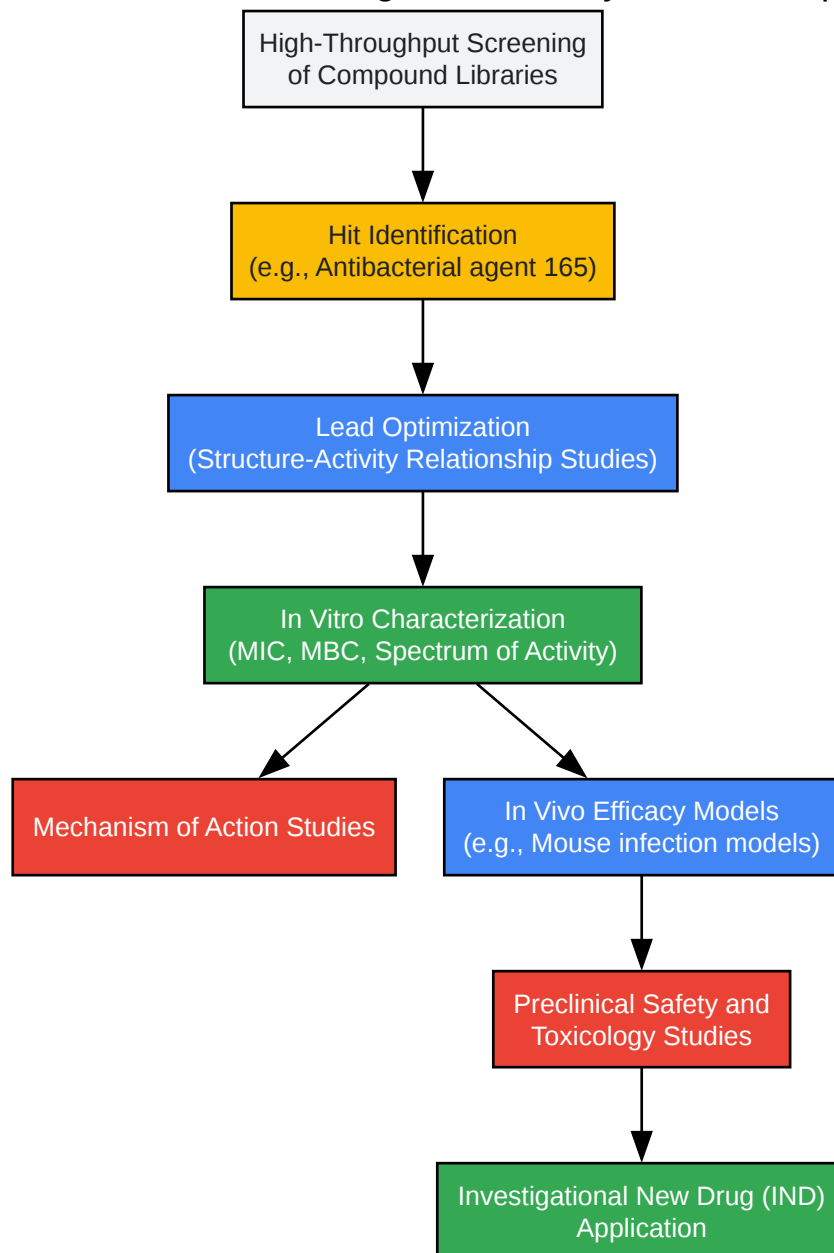 High-Throughput Screening
of Compound Libraries
Hit Identification
(e.g., Antibacterial agent 165)
Lead Optimization
(Structure-Activity Relationship Studies)
In Vitro Characterization
(MIC, MBC, Spectrum of Activity)
Mechanism of Action Studies
In Vivo Efficacy Models
(e.g., Mouse infection models)
Preclinical Safety and
Toxicology Studies
Investigational New Drug (IND)
Application